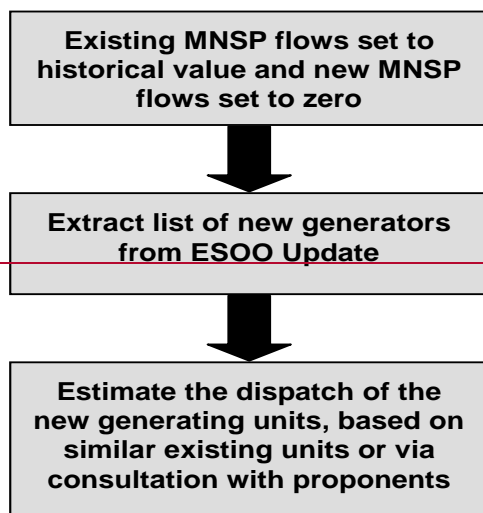 Existing MNSP flows set to
historical value and new MNSP
flows set to zero
Extract list of new generators
from ESOO Update
Estimate the dispatch of the
new generating units, based on
similar existing units or via
consultation with proponents